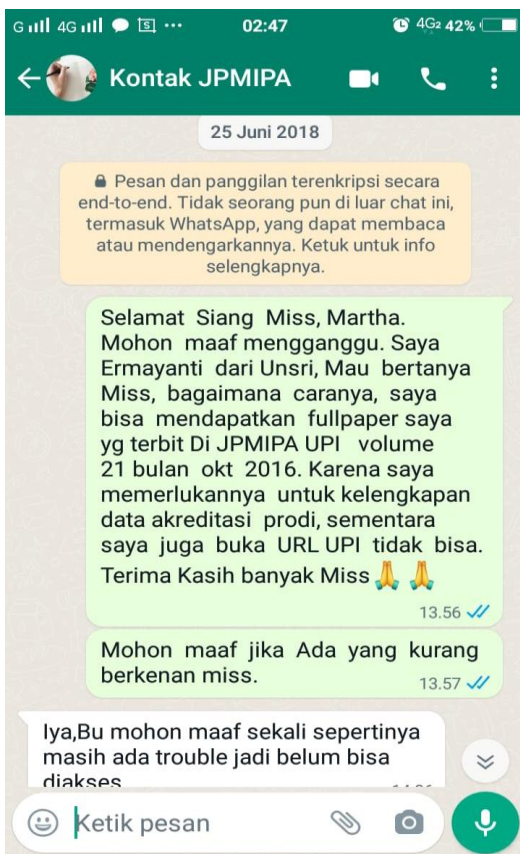 G 4G 02:47 4G2 42%
Kontak JPMIPA
25 Juni 2018
Pesan dan panggilan terenkripsi secara
end-to-end. Tidak seorang pun di luar chat ini,
termasuk WhatsApp, yang dapat membaca
atau mendengarkannya. Ketuk untuk info
selengkapnya.
Selamat Siang Miss, Martha.
Mohon maaf mengganggu. Saya
Ermayanti dari Unsri, Mau bertanya
Miss, bagaimana caranya, saya
bisa mendapatkan fullpaper saya
yg terbit Di JPMIPA UPI volume
21 bulan okt 2016. Karena saya
memerlukannya untuk kelengkapan
data akreditasi prodi, sementara
saya juga buka URL UPI tidak bisa.
Terima Kasih banyak Miss 🙏 🙏
13.56
Mohon maaf jika Ada yang kurang
berkenan miss.
13.57
Iya,Bu mohon maaf sekali sepertinya
masih ada trouble jadi belum bisa
diakses
Ketik pesan